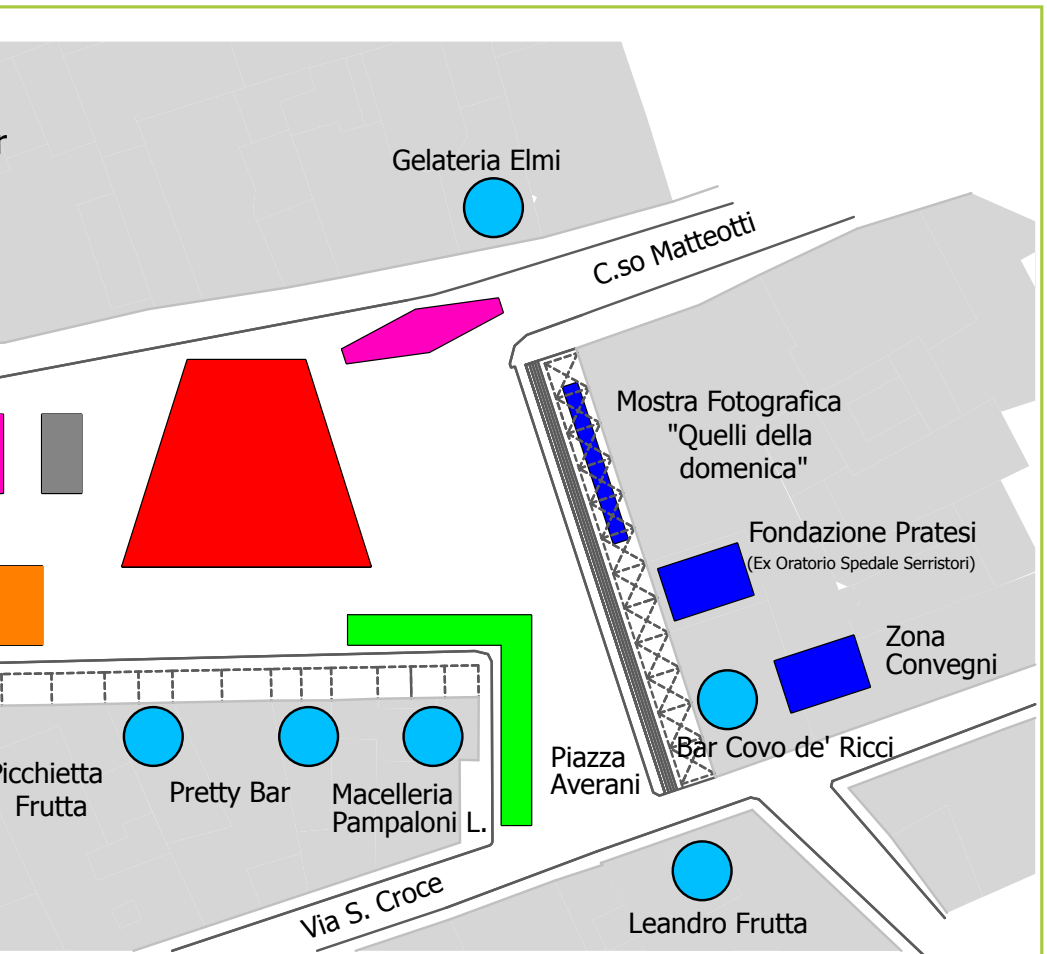 Gelateria Elmi
C.so Matteotti
Mostra Fotografica
"Quelli della
domenica"
Fondazione Pratesi
(Ex Oratorio Spedale Serristori)
Zona
Convegni
Bar Covo de' Ricci
Piazza
Averani
Frutta
Pretty Bar
Macelleria
Pampaloni L.
Via S. Croce
Leandro Frutta